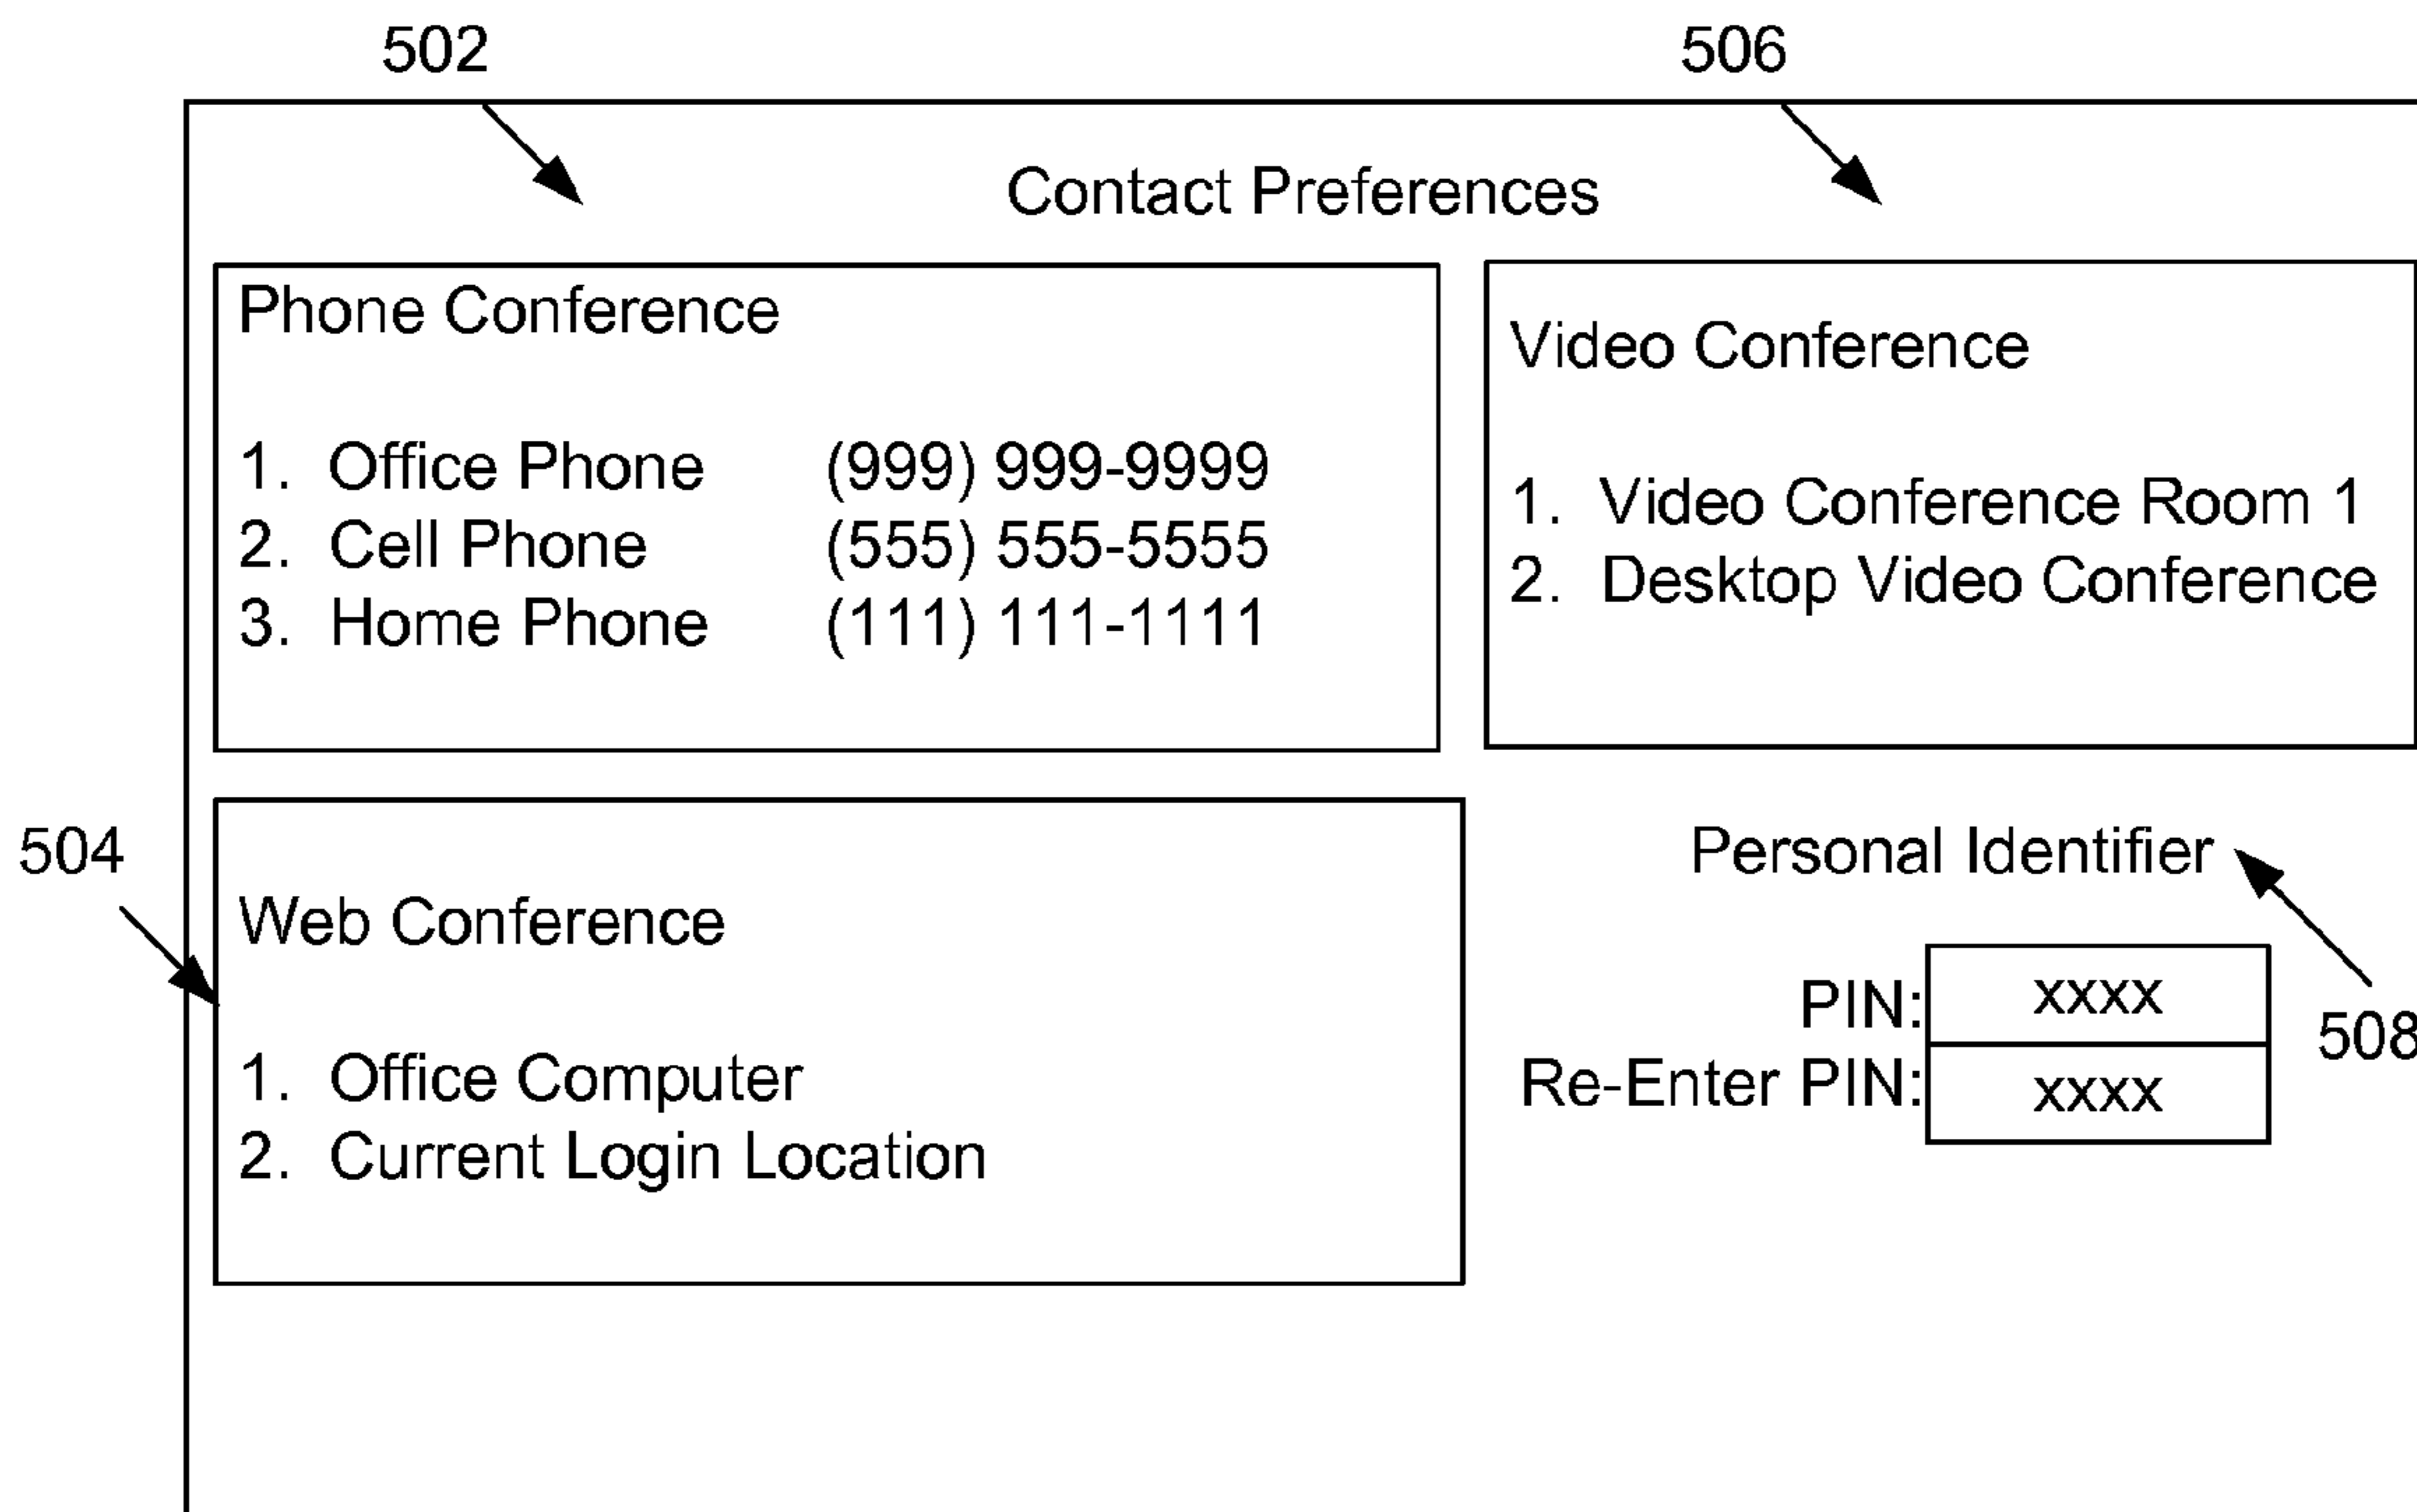 502
506
Contact Preferences
Phone Conference
1. Office Phone (999) 999-9999
2. Cell Phone (555) 555-5555
3. Home Phone (111) 111-1111
Video Conference
1. Video Conference Room 1
2. Desktop Video Conference
504
Web Conference
1. Office Computer
2. Current Login Location
Personal Identifier
PIN: xxxx
508
Re-Enter PIN: xxxx